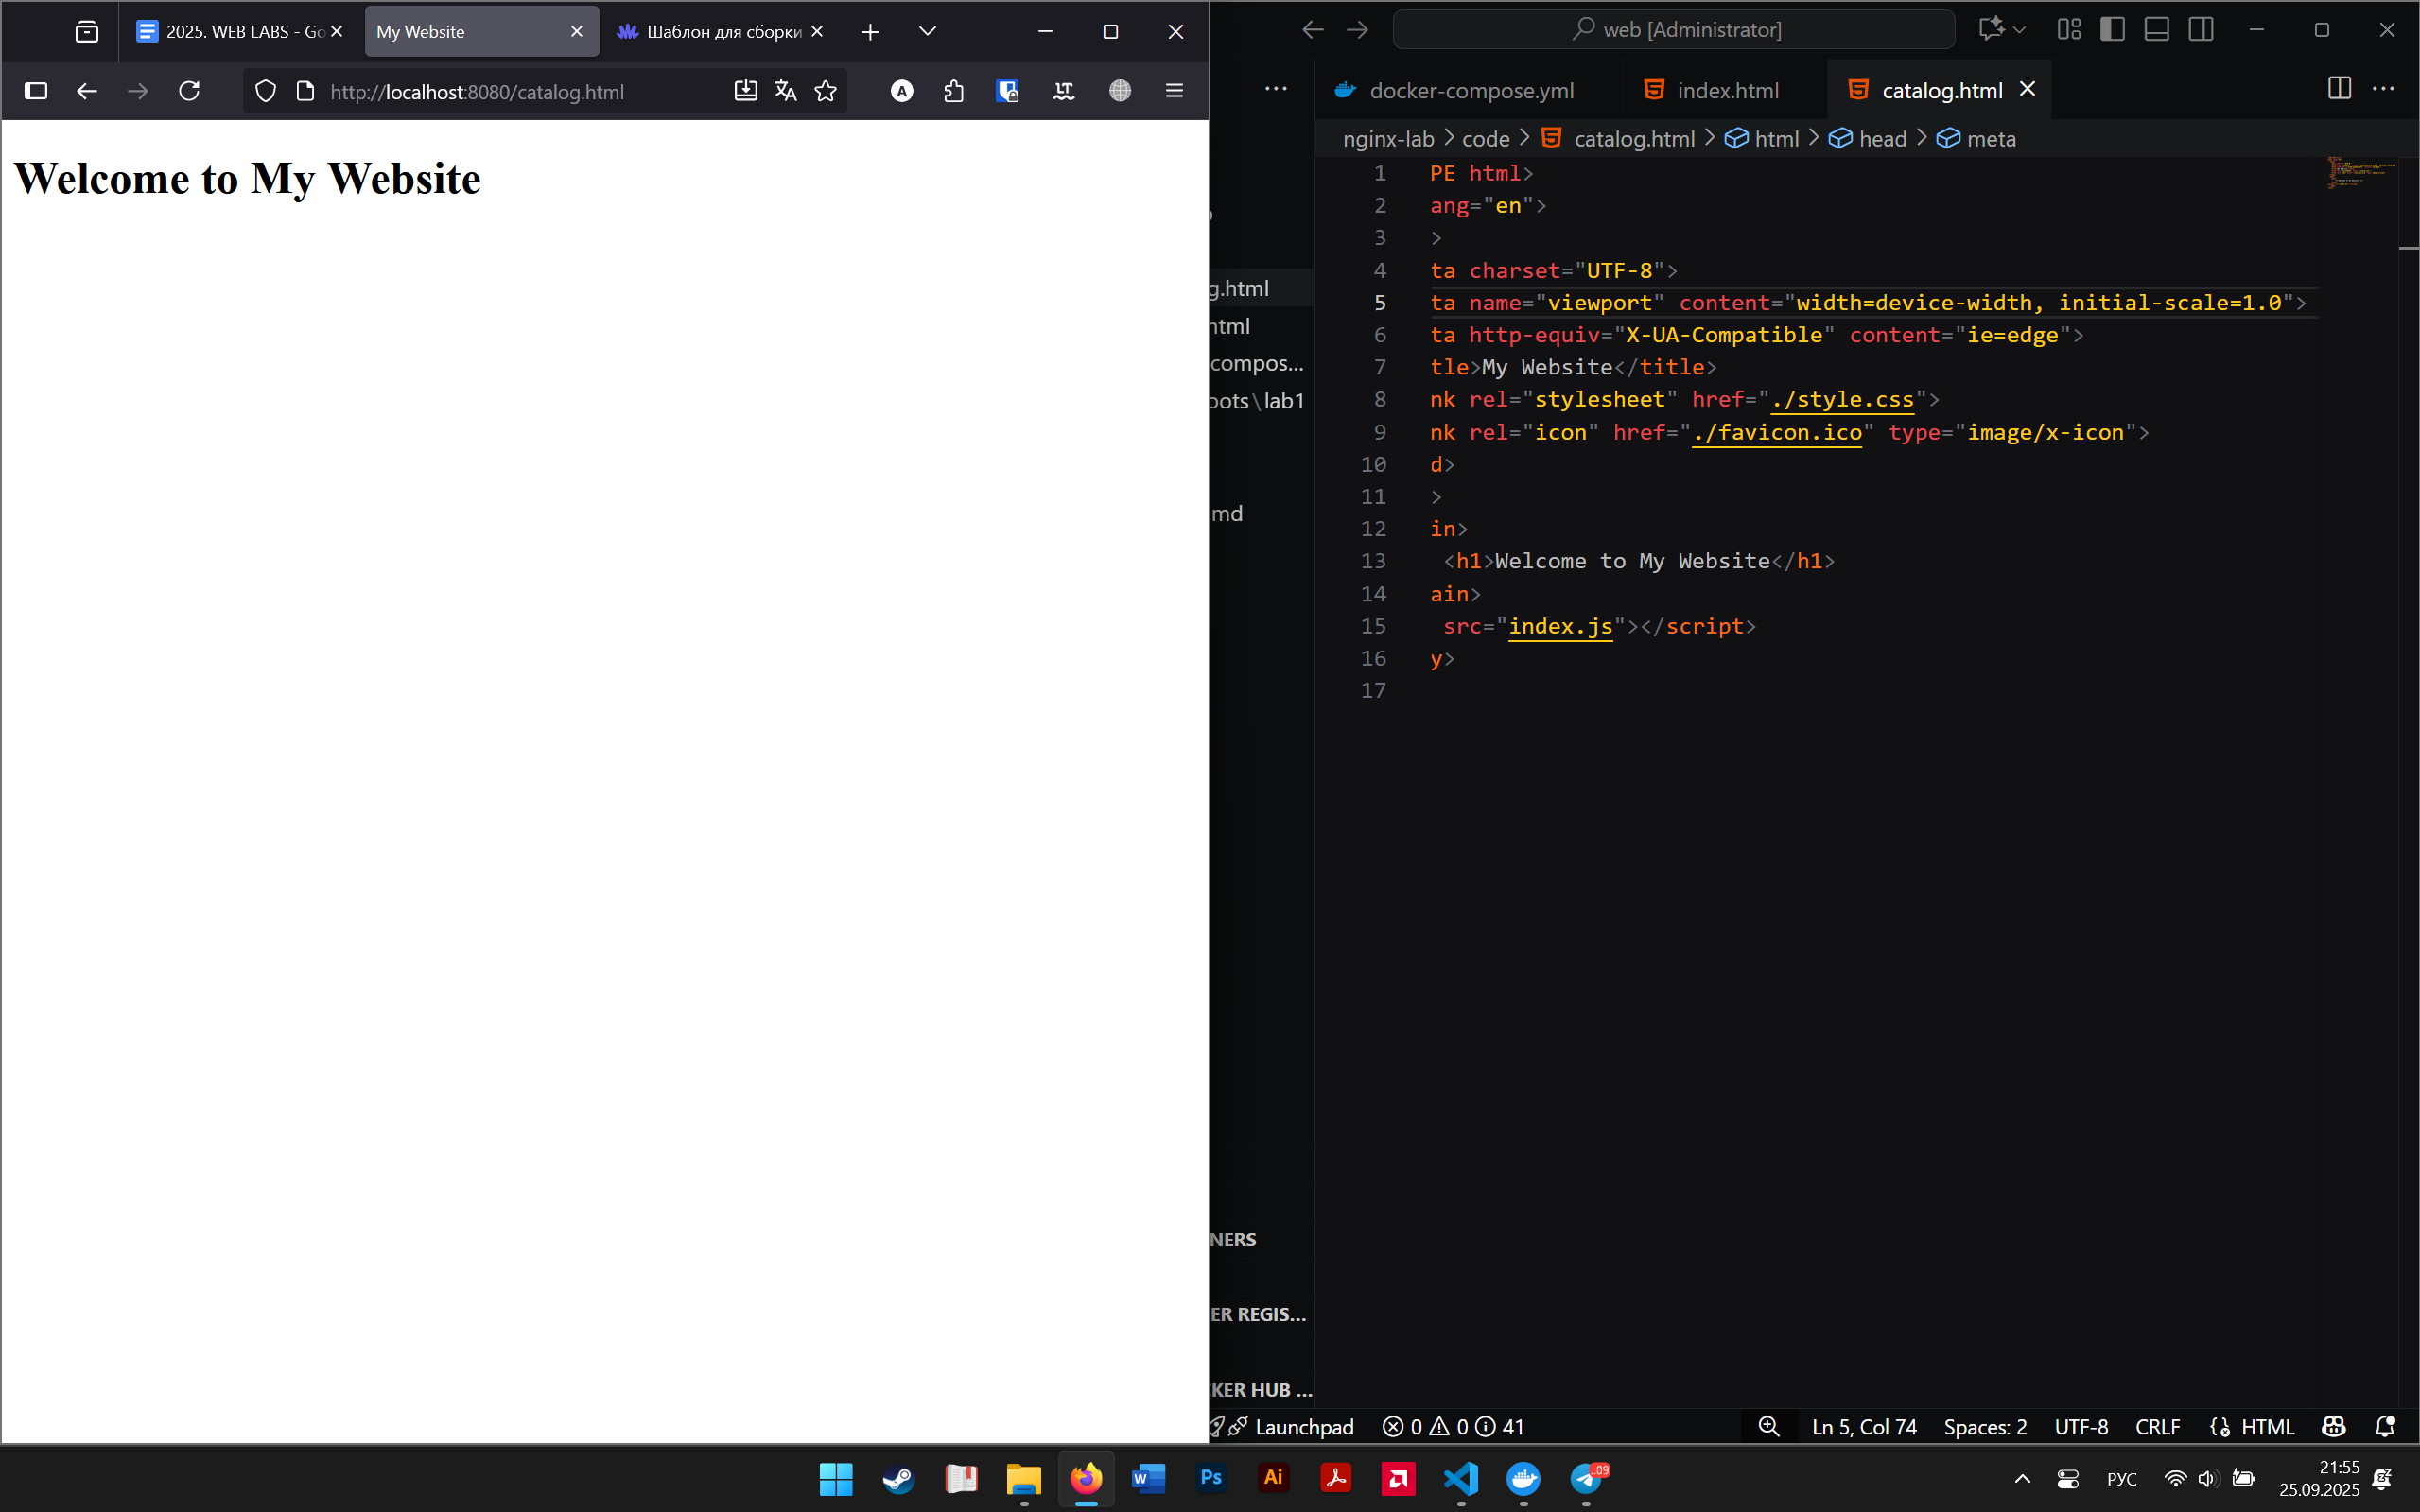 2025. WEB LABS - Go
My Website
Шаблон для сборки
http://localhost:8080/catalog.html
Welcome to My Website
web [Administrator]
docker-compose.yml
index.html
catalog.html
nginx-lab > code > catalog.html > html > head > meta
g.html
html
compos...
oots\lab1
md
NERS
ER REGIS...
KER HUB ...
1 PE html>
2 ang="en">
3 >
4 ta charset="UTF-8">
5 ta name="viewport" content="width=device-width, initial-scale=1.0">
6 ta http-equiv="X-UA-Compatible" content="ie=edge">
7 tle>My Website</title>
8 nk rel="stylesheet" href="./style.css">
9 nk rel="icon" href="./favicon.ico" type="image/x-icon">
10 d>
11 >
12 in>
13 <h1>Welcome to My Website</h1>
14 ain>
15 src="index.js"></script>
16 y>
17
Launchpad 0 0 41
Ln 5, Col 74 Spaces: 2 UTF-8 CRLF HTML
W Ps Ai
РУС
21:55
25.09.2025